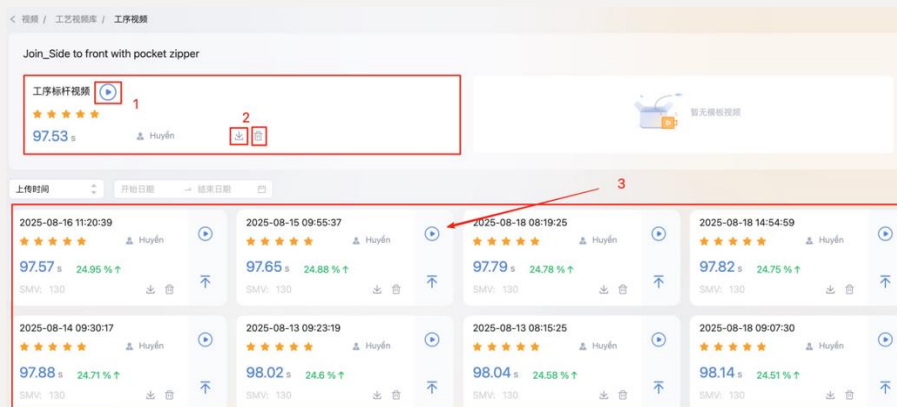 < 视频 / 工艺视频库 / 工序视频
Join_Side to front with pocket zipper
工序标杆视频
1
2
97.53 s Huyền
暂无模板视频
3
上传时间 开始日期 → 结束日期
2025-08-16 11:20:39
Huyền
97.57 s 24.95 % ↑
SMV: 130
2025-08-15 09:55:37
Huyền
97.65 s 24.88 % ↑
SMV: 130
2025-08-18 08:19:25
Huyền
97.79 s 24.78 % ↑
SMV: 130
2025-08-18 14:54:59
Huyền
97.82 s 24.75 % ↑
SMV: 130
2025-08-14 09:30:17
Huyền
97.88 s 24.71 % ↑
SMV: 130
2025-08-13 09:23:19
Huyền
98.02 s 24.6 % ↑
SMV: 130
2025-08-13 08:15:25
Huyền
98.04 s 24.58 % ↑
SMV: 130
2025-08-18 09:07:30
Huyền
98.14 s 24.51 % ↑
SMV: 130